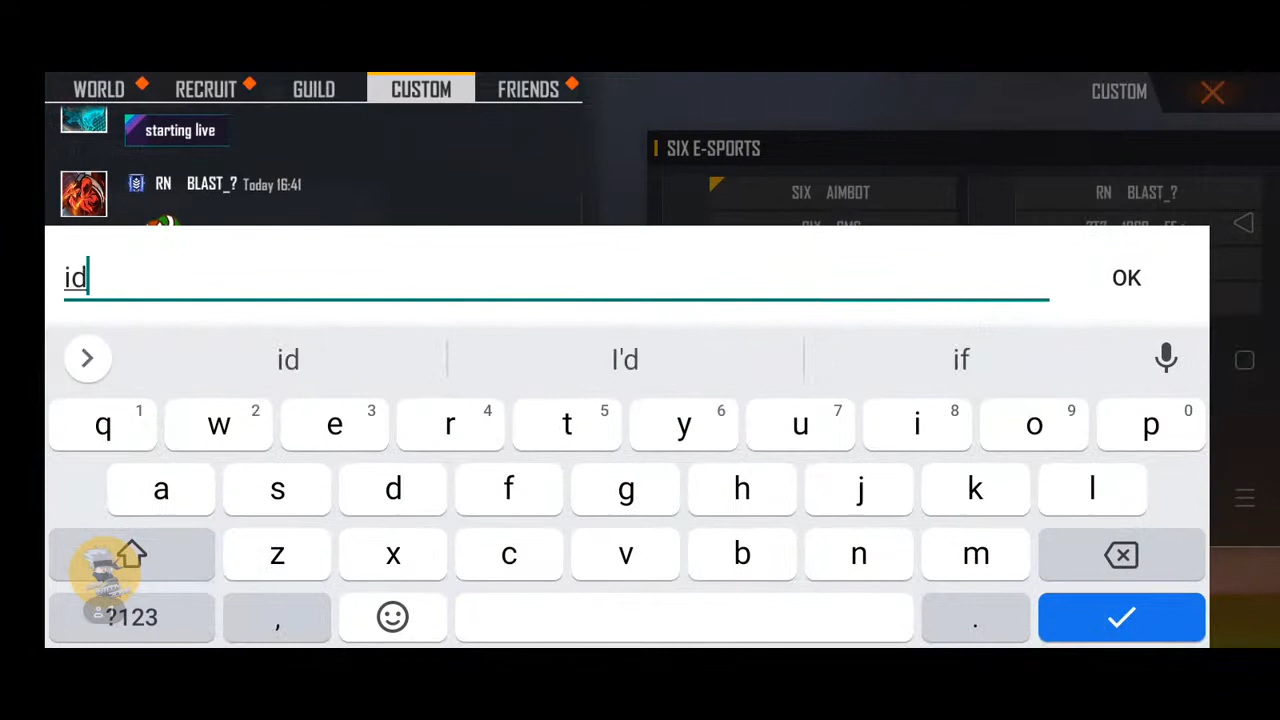 WORLD RECRUIT GUILD CUSTOM FRIENDS CUSTOM
starting live
SIX E-SPORTS
RN BLAST_? Today 16:41
SIX AIMBOT RN BLAST_?
id OK
id I'd if
q 1 w 2 e 3 r 4 t 5 y 6 u 7 i 8 o 9 p 0
a s d f g h j k l
z x c v b n m
?123 , .